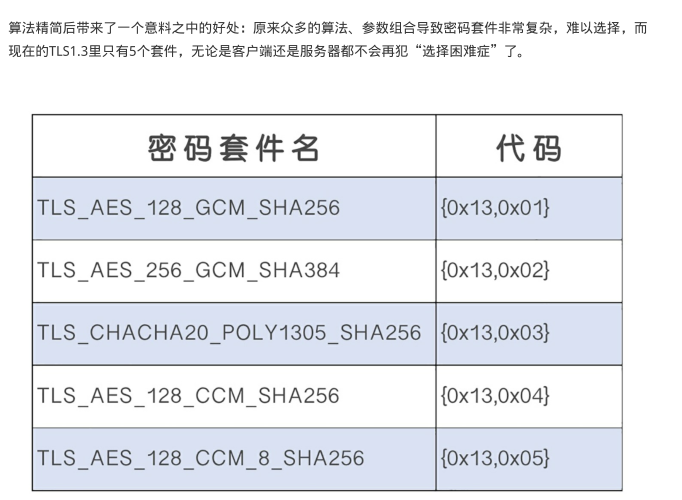 算法精简后带来了一个意料之中的好处：原来众多的算法、参数组合导致密码套件非常复杂，难以选择，而
现在的TLS1.3里只有5个套件，无论是客户端还是服务器都不会再犯“选择困难症”了。
密码套件名 代码
TLS_AES_128_GCM_SHA256 {0x13,0x01}
TLS_AES_256_GCM_SHA384 {0x13,0x02}
TLS_CHACHA20_POLY1305_SHA256 {0x13,0x03}
TLS_AES_128_CCM_SHA256 {0x13,0x04}
TLS_AES_128_CCM_8_SHA256 {0x13,0x05}